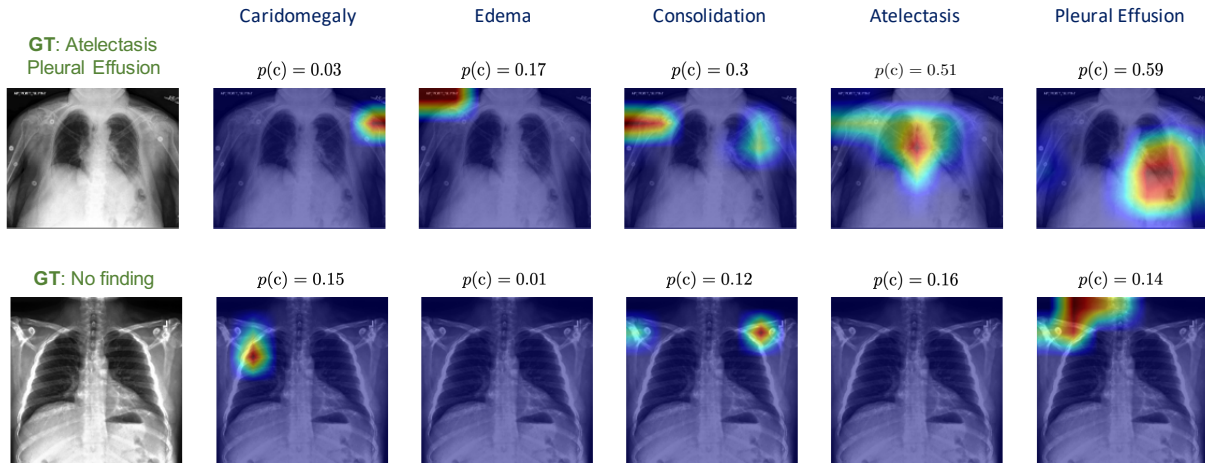 Caridomegaly Edema Consolidation Atelectasis Pleural Effusion
GT: Atelectasis
Pleural Effusion
p(c) = 0.03 p(c) = 0.17 p(c) = 0.3 p(c) = 0.51 p(c) = 0.59
GT: No finding
p(c) = 0.15 p(c) = 0.01 p(c) = 0.12 p(c) = 0.16 p(c) = 0.14